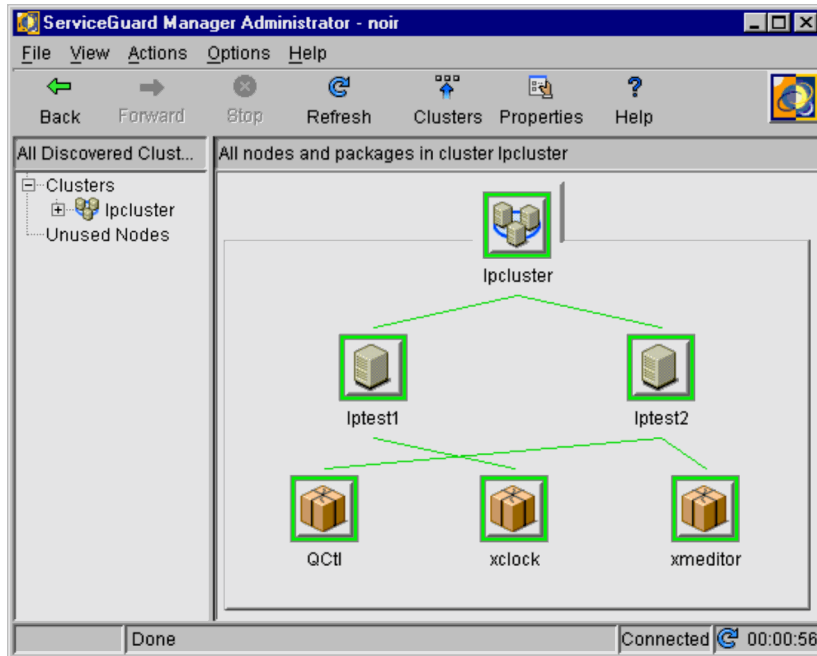 ServiceGuard Manager Administrator - noir
File View Actions Options Help
Back Forward Stop Refresh Clusters Properties Help
All Discovered Clust... All nodes and packages in cluster lpcluster
Clusters
lpcluster
Unused Nodes
lpcluster
lptest1 lptest2
QCtl xclock xmeditor
Done Connected 00:00:56